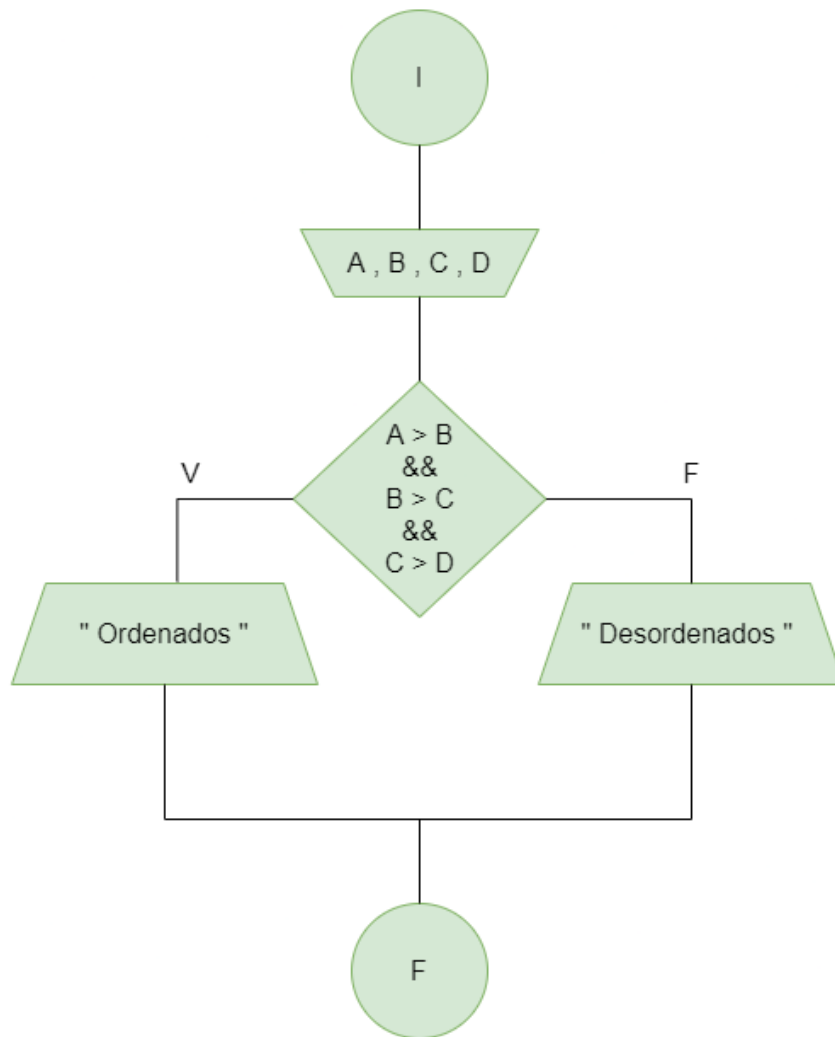 I
A , B , C , D
A > B
&&
B > C
&&
C > D
V
F
" Ordenados "
" Desordenados "
F